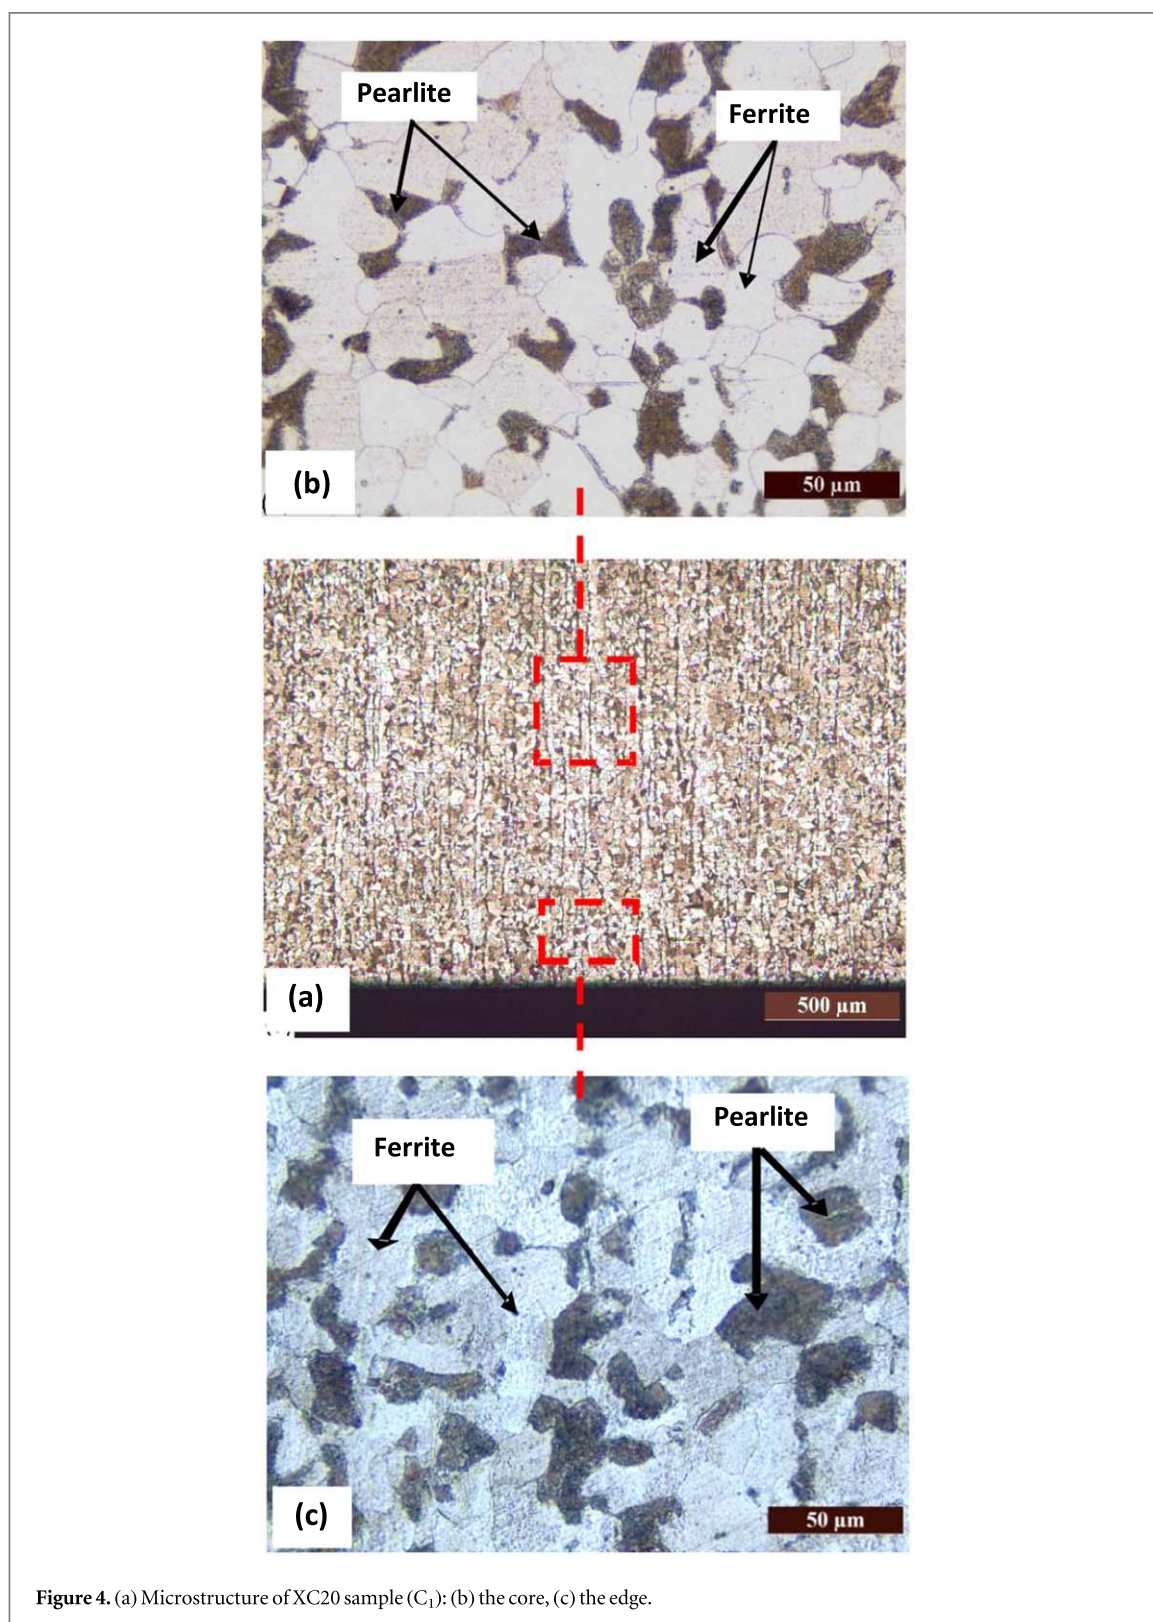 Pearlite
Ferrite
(b)
50 µm
(a)
500 µm
Pearlite
Ferrite
(c)
50 µm
Figure 4. (a) Microstructure of XC20 sample (C₁): (b) the core, (c) the edge.